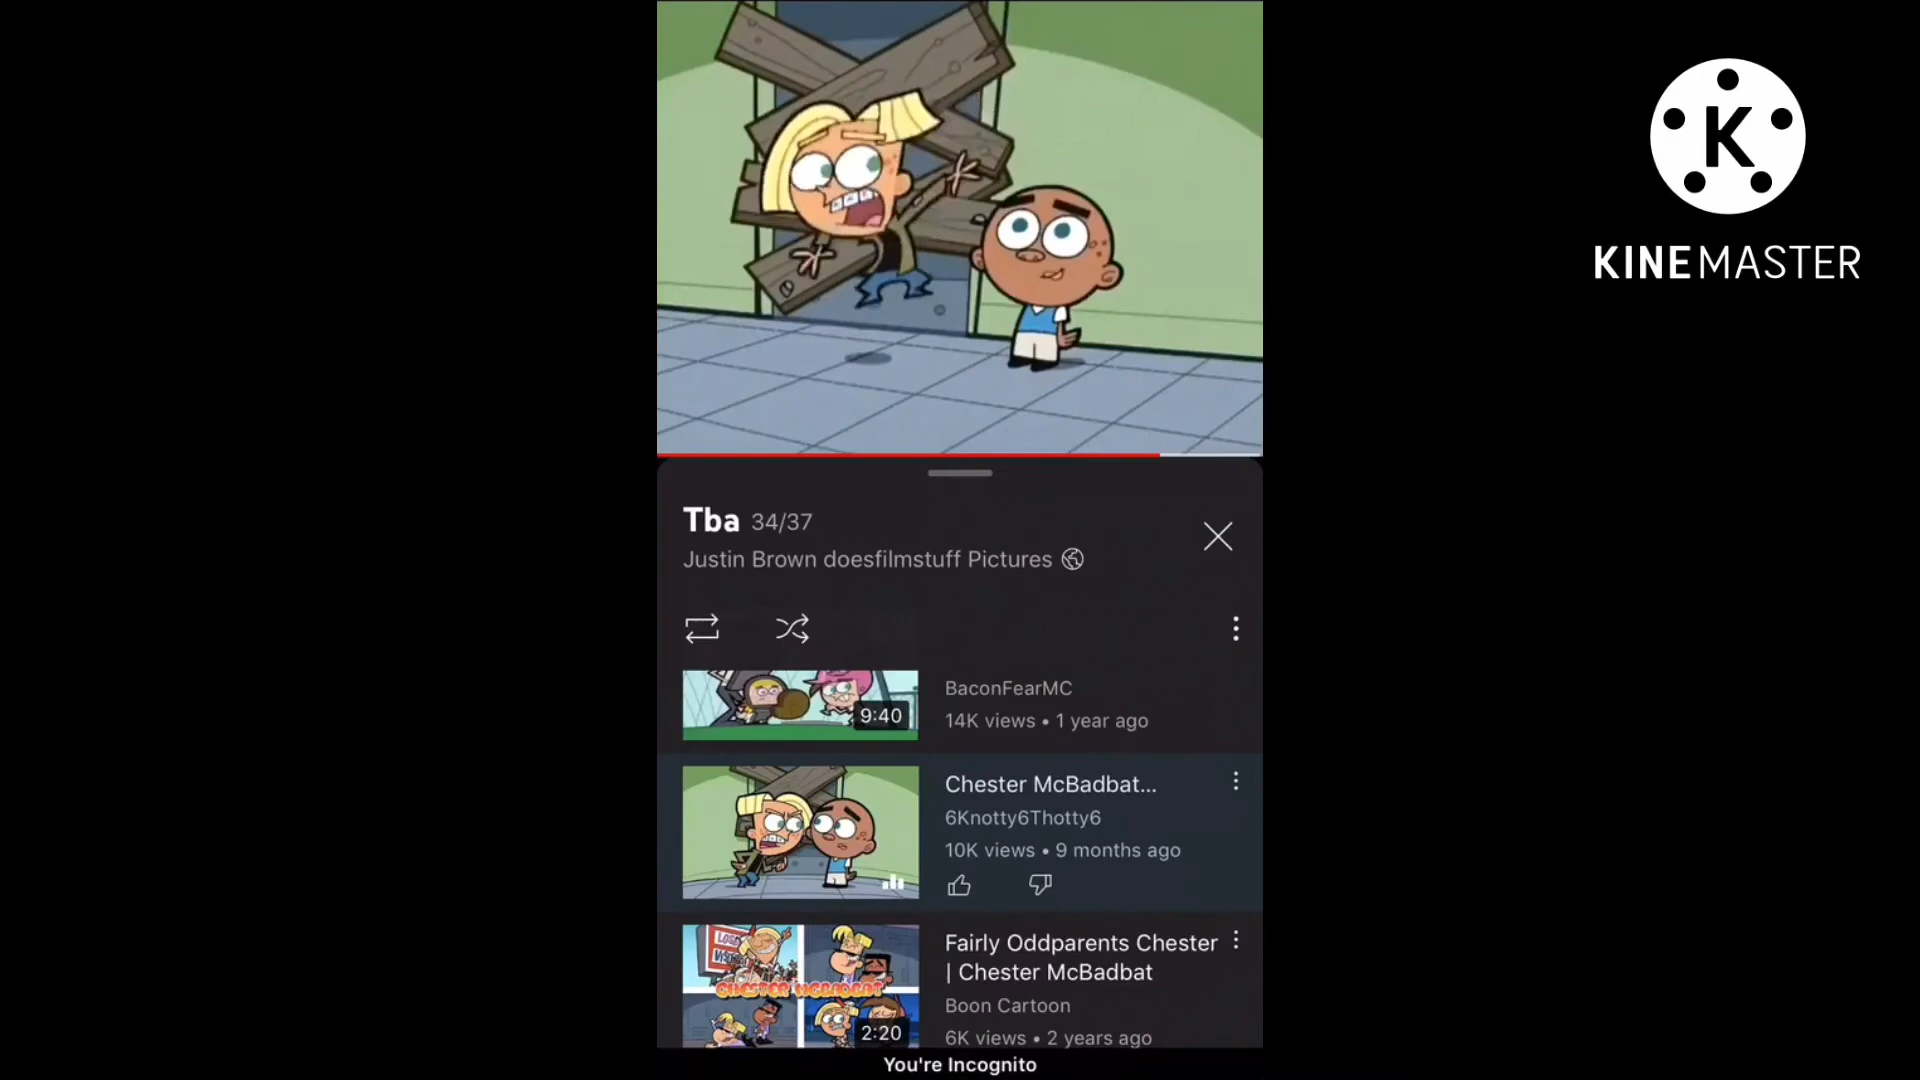 K
KINEMASTER
Tba 34/37
Justin Brown doesfilmstuff Pictures
9:40
BaconFearMC
14K views • 1 year ago
Chester McBadbat...
6Knotty6Thotty6
10K views • 9 months ago
CHESTER MCBADBAT
2:20
Fairly Oddparents Chester
| Chester McBadbat
Boon Cartoon
6K views • 2 years ago
You're Incognito